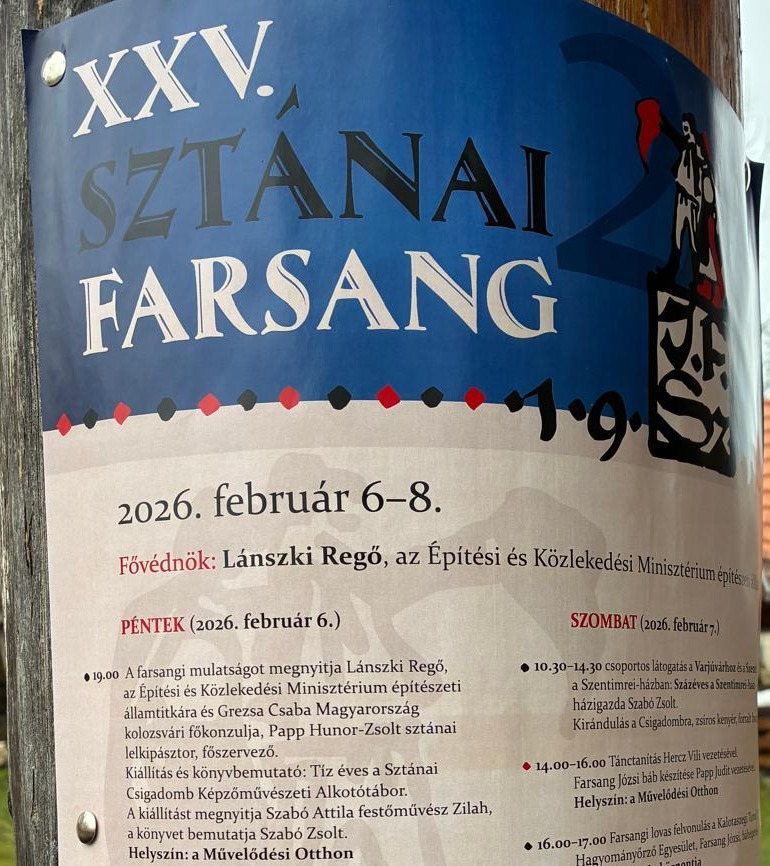 XXV.
SZTÁNAI
FARSANG
2026. február 6–8.
Fővédnök: Lánszki Regő, az Építési és Közlekedési Minisztérium
PÉNTEK (2026. február 6.)
19.00 A farsangi mulatságot megnyitja Lánszki Regő,
az Építési és Közlekedési Minisztérium építészeti
államtitkára és Grezsa Csaba Magyarország
kolozsvári főkonzulja, Papp Hunor-Zsolt sztánai
lelkipásztor, főszervező.
Kiállítás és könyvbemutató: Tíz éves a Sztánai
Csigadomb Képzőművészeti Alkotótábor.
A kiállítást megnyitja Szabó Attila festőművész Zilah,
a könyvet bemutatja Szabó Zsolt.
Helyszín: a Művelődési Otthon
SZOMBAT (2026. február 7.)
10.30–14.30 csoportos látogatás a Varjúvárhoz és a
a Szentimrei-házban: Százéves a Szentimrei-ház
házigazda Szabó Zsolt.
Kirándulás a Csigadombra, zsíros kenyér,
14.00–16.00 Tánctanítás Hercz Vili vezetésével
Farsang Józsi báb készítése Papp Judit vezetésével.
Helyszín: a Művelődési Otthon
16.00–17.00 Farsangi lovas felvonulás a Kalotaszegi
Hagyományőrző Egyesület, Farsang Józsi,